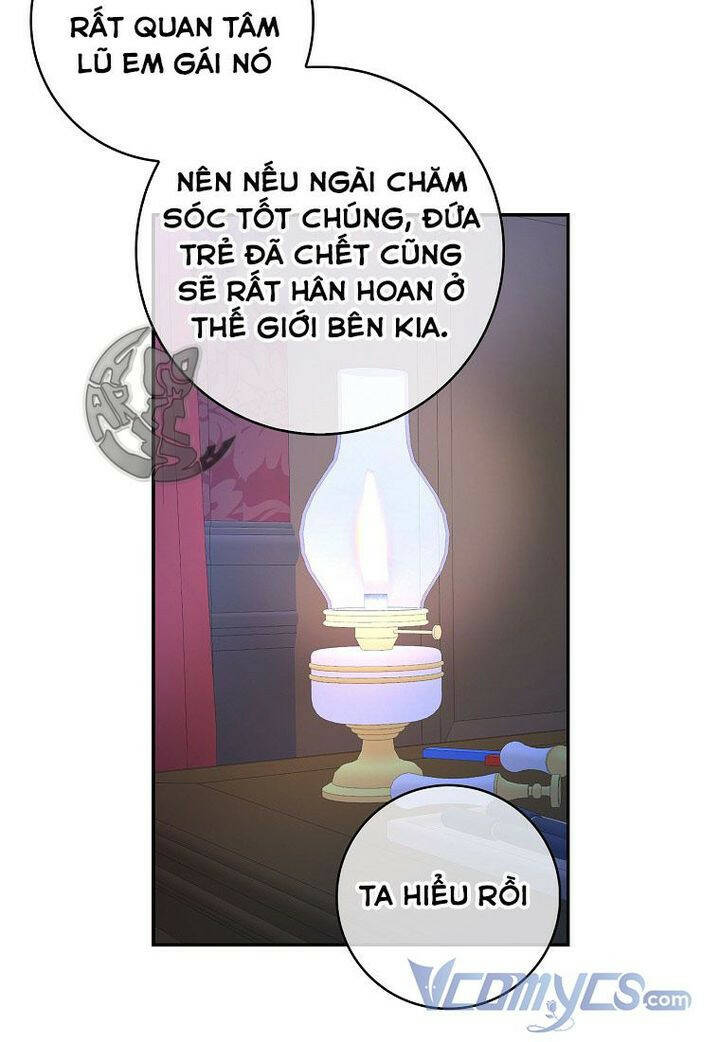 RẤT QUAN TÂM
LŨ EM GÁI NÓ
NÊN NẾU NGÀI CHĂM
SÓC TỐT CHÚNG, ĐỨA
TRẺ ĐÃ CHẾT CŨNG
SẼ RẤT HÂN HOAN Ở
THẾ GIỚI BÊN KIA.
TA HIỂU RỒI
VCOMYCS.com